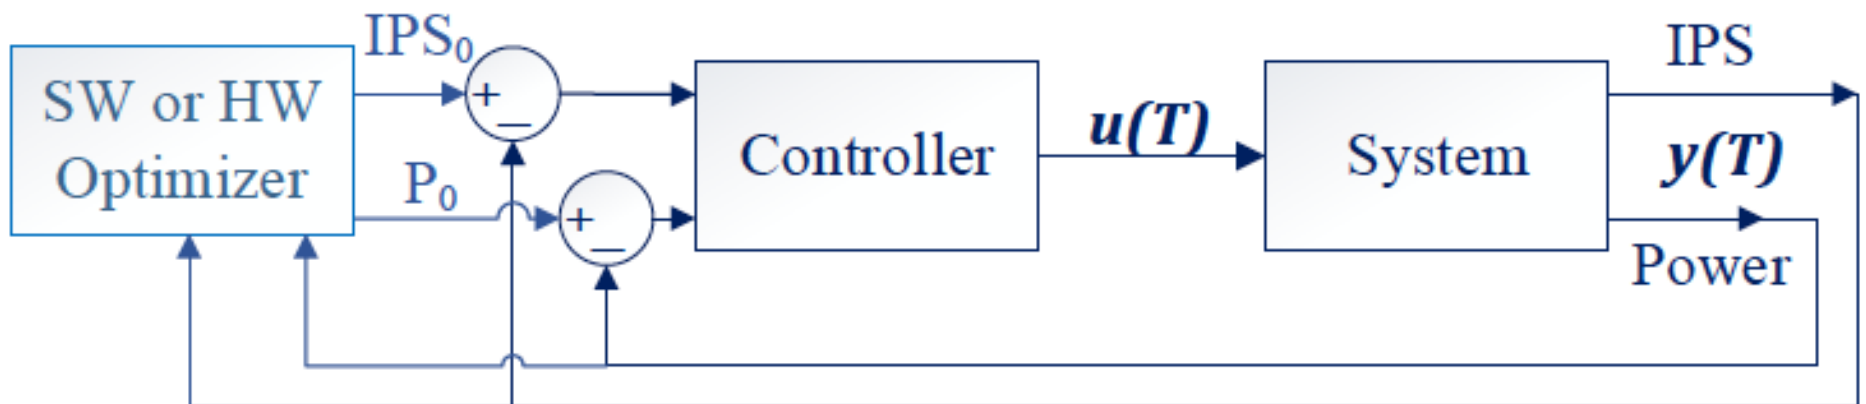 SW or HW
Optimizer
IPS₀
+
−
P₀
+
−
Controller
u(T)
System
IPS
y(T)
Power